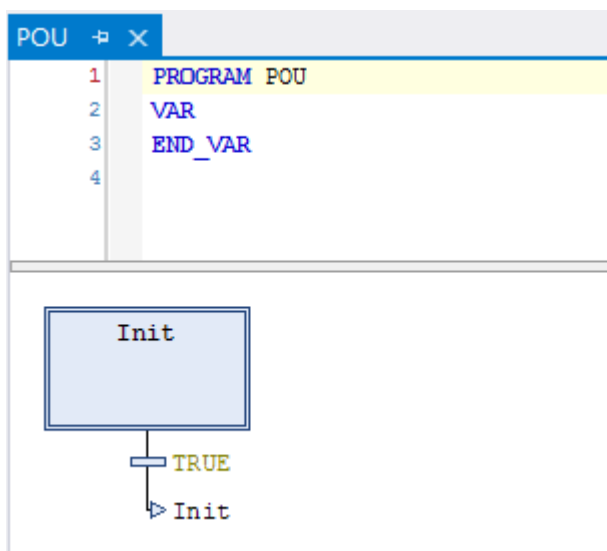 POU
1 PROGRAM POU
2 VAR
3 END_VAR
4
Init
TRUE
Init